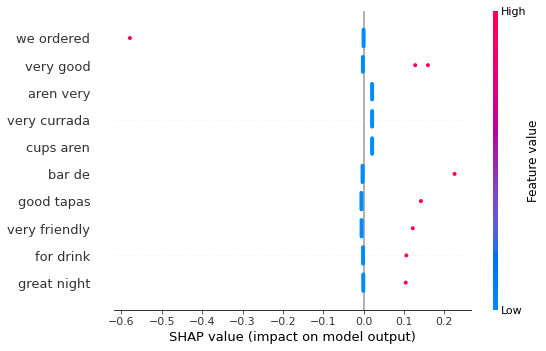 High
we ordered
very good
aren very
very currada
cups aren
bar de
good tapas
very friendly
for drink
great night
Feature value
Low
−0.6 −0.5 −0.4 −0.3 −0.2 −0.1 0.0 0.1 0.2
SHAP value (impact on model output)